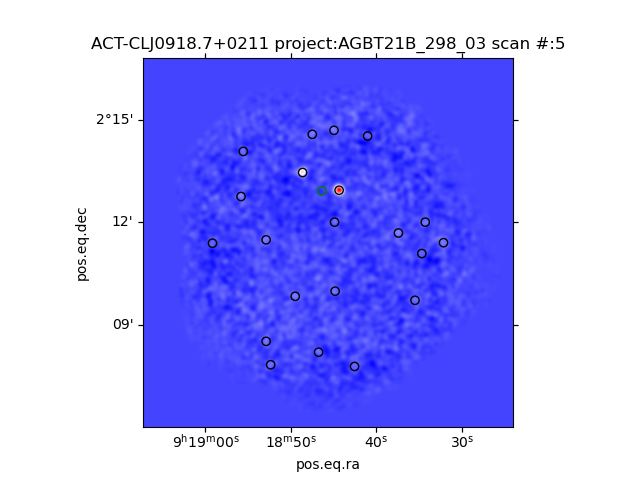 ACT-CLJ0918.7+0211 project:AGBT21B_298_03 scan #:5
2°15'
12'
09'
pos.eq.dec
9h19m00s 18m50s 40s 30s
pos.eq.ra